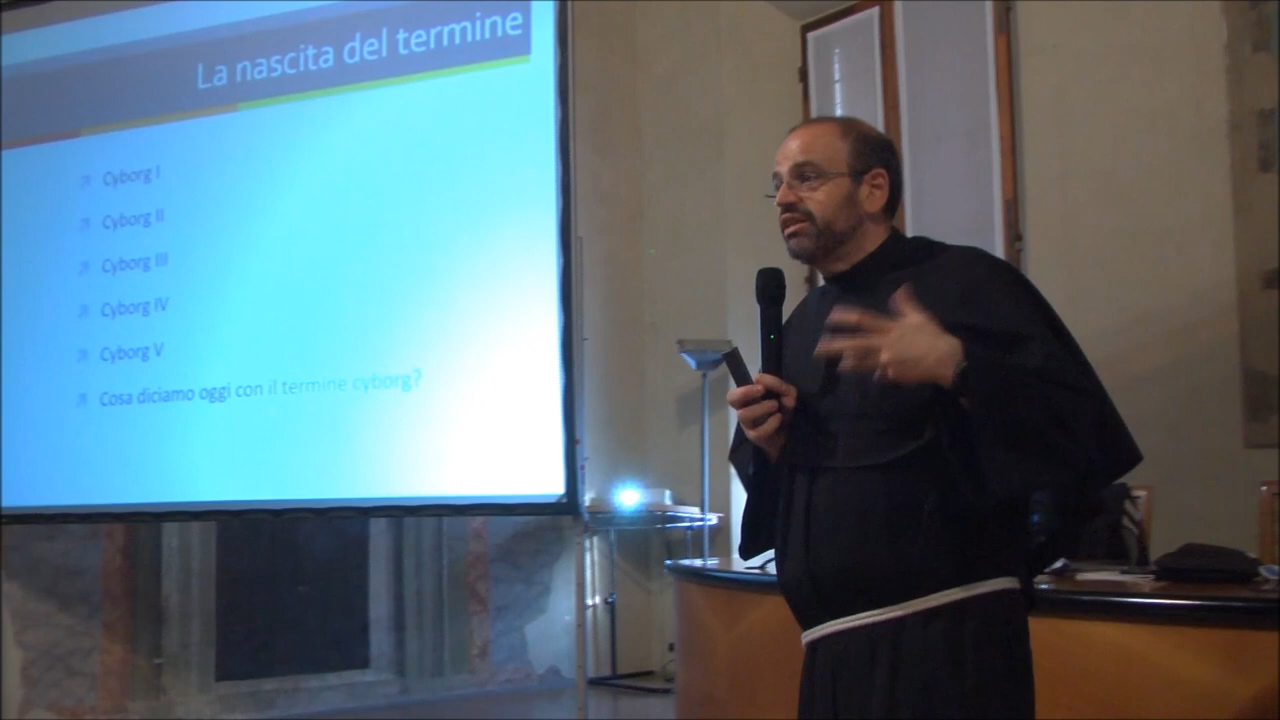 La nascita del termine
Cyborg I
Cyborg II
Cyborg III
Cyborg IV
Cyborg V
Cosa diciamo oggi con il termine cyborg?